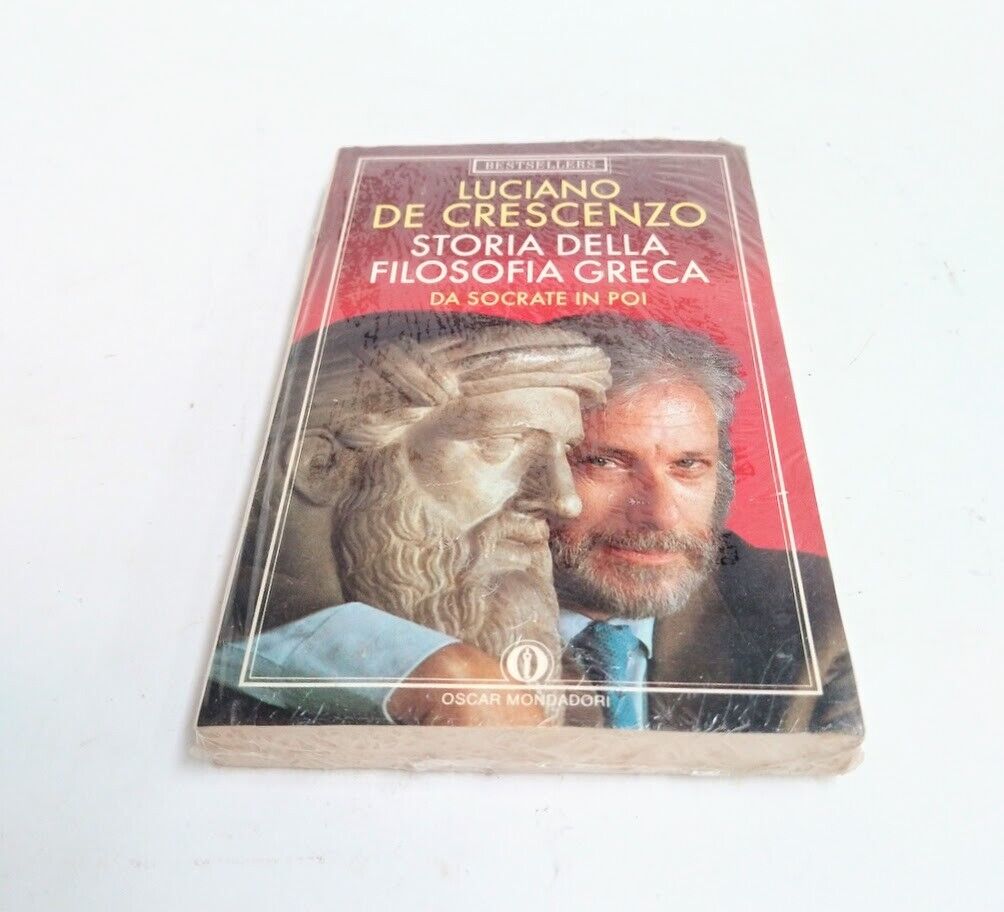 BESTSELLERS
LUCIANO
DE CRESCENZO
STORIA DELLA
FILOSOFIA GRECA
DA SOCRATE IN POI
OSCAR MONDADORI